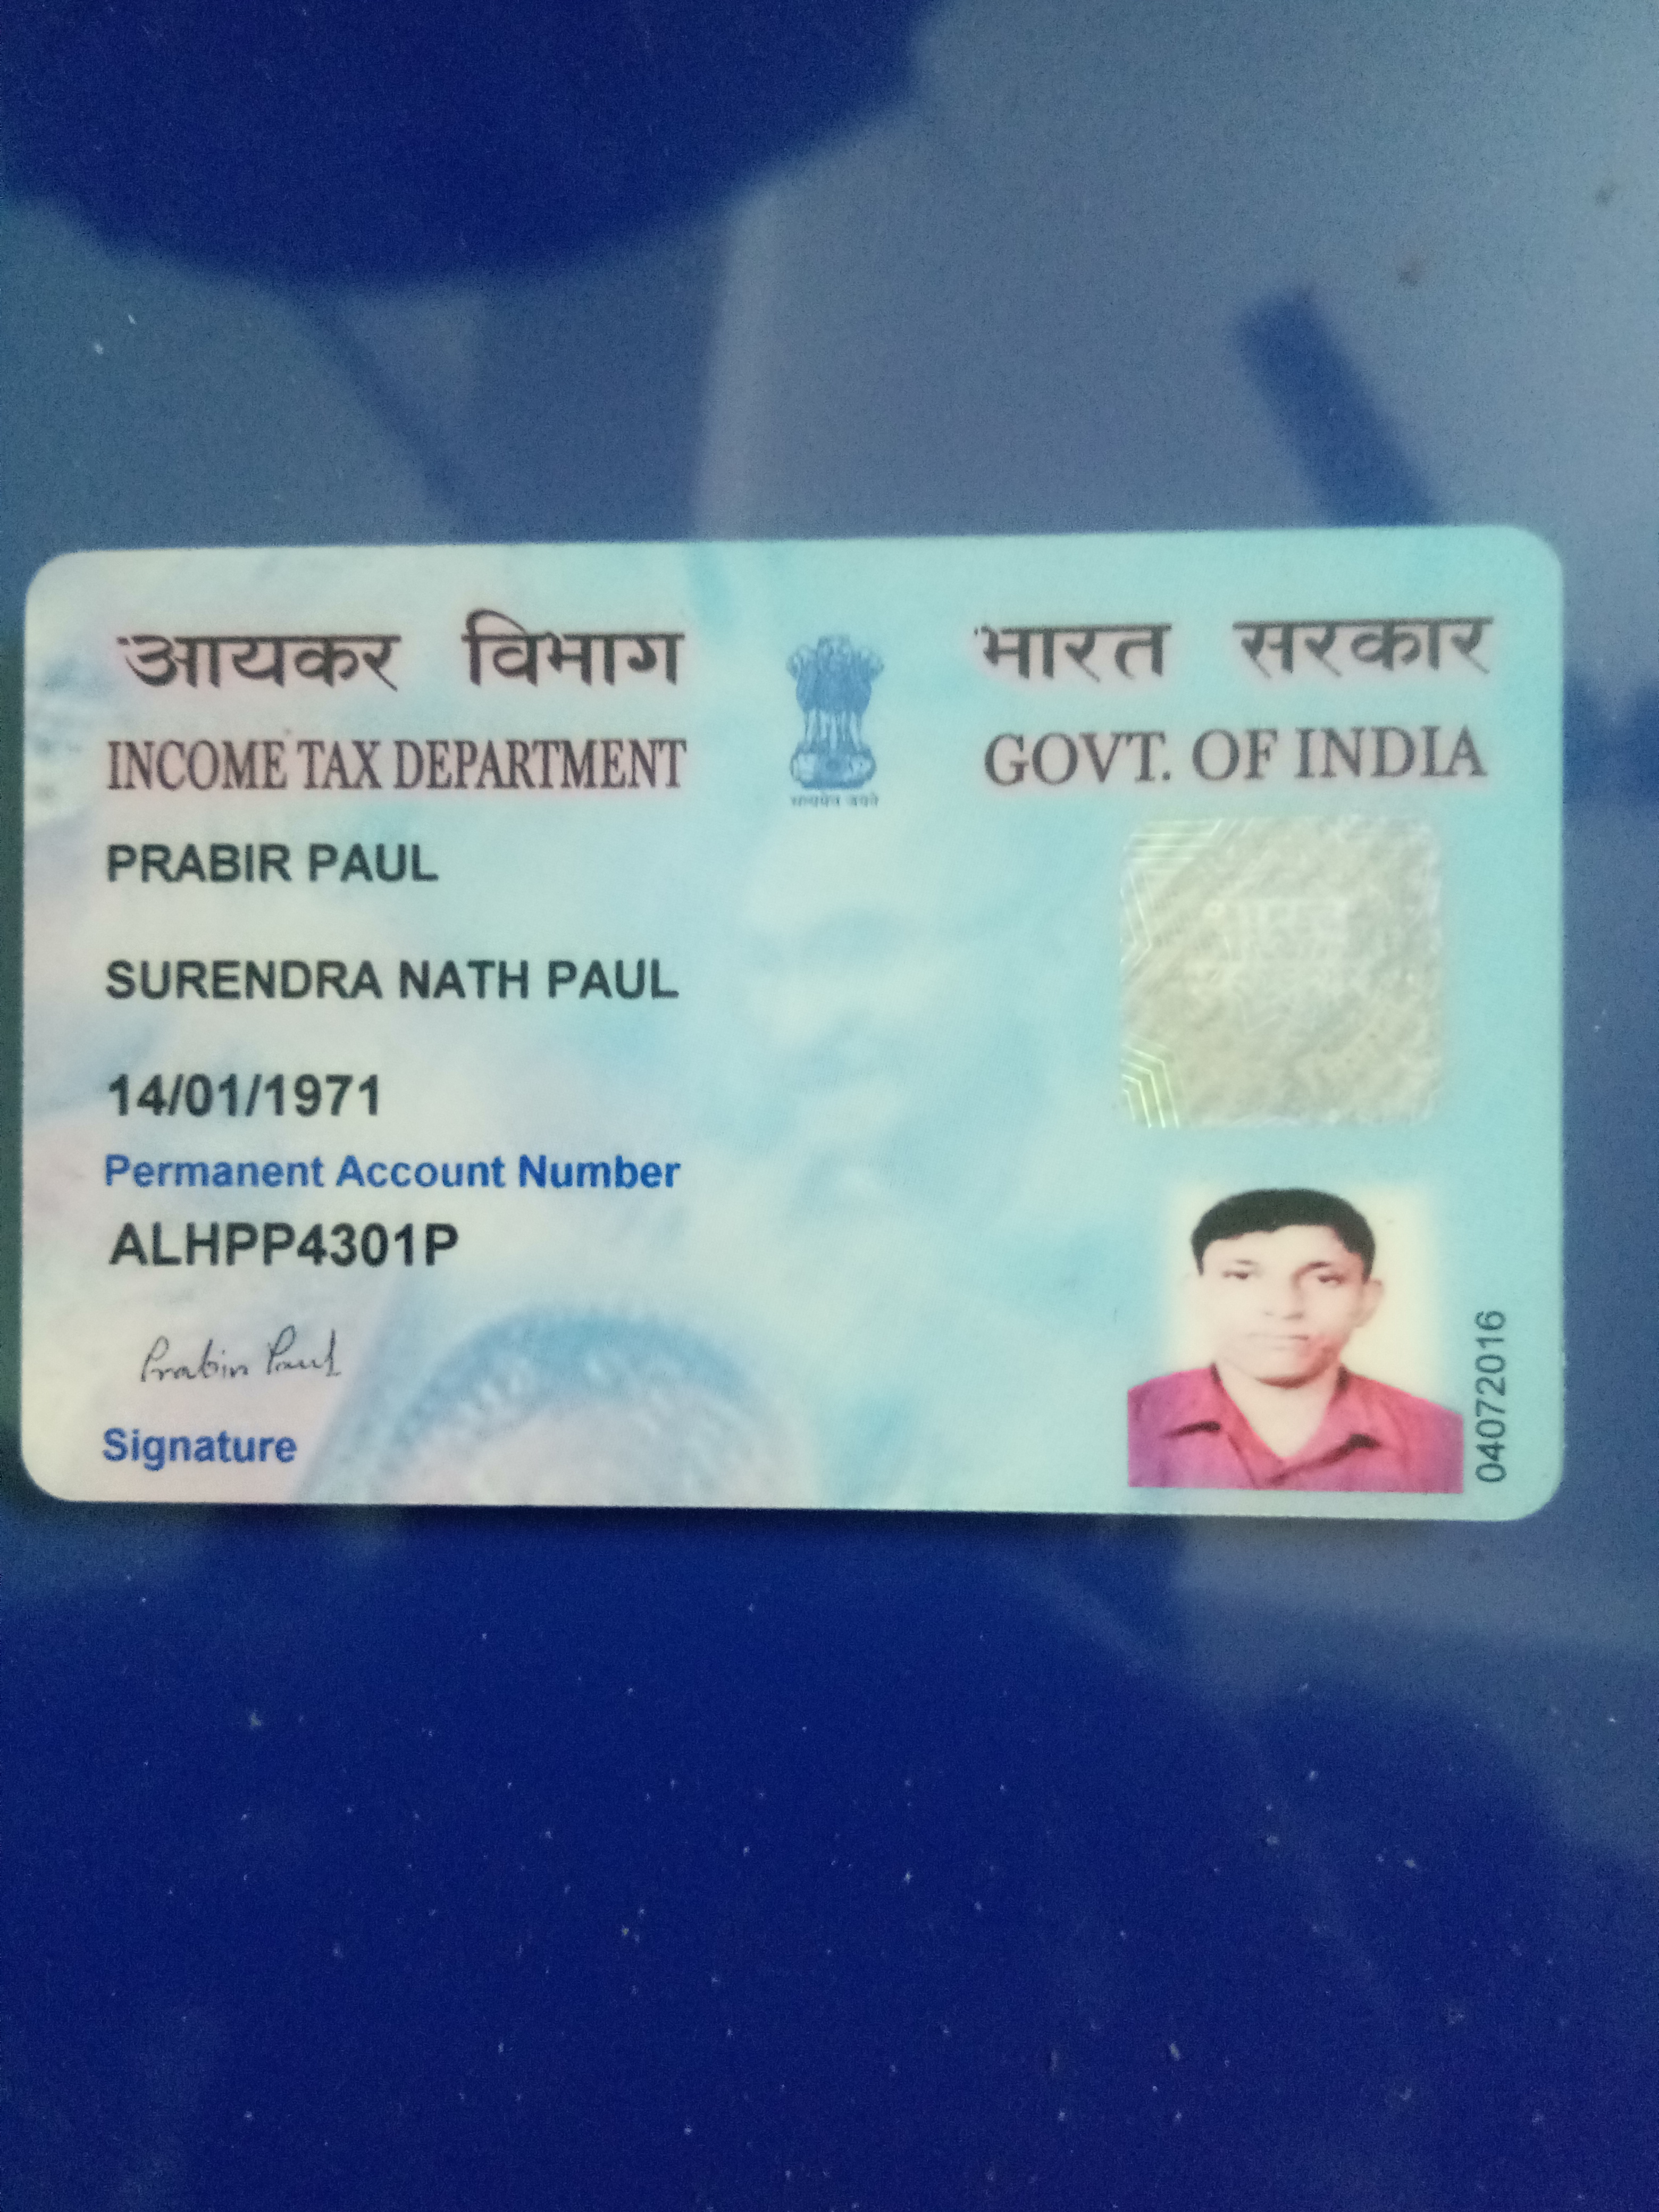 आयकर विभाग
INCOME TAX DEPARTMENT
सत्यमेव जयते
भारत सरकार
GOVT. OF INDIA
PRABIR PAUL
SURENDRA NATH PAUL
14/01/1971
Permanent Account Number
ALHPP4301P
Prabir Paul
Signature
भारत
04072016